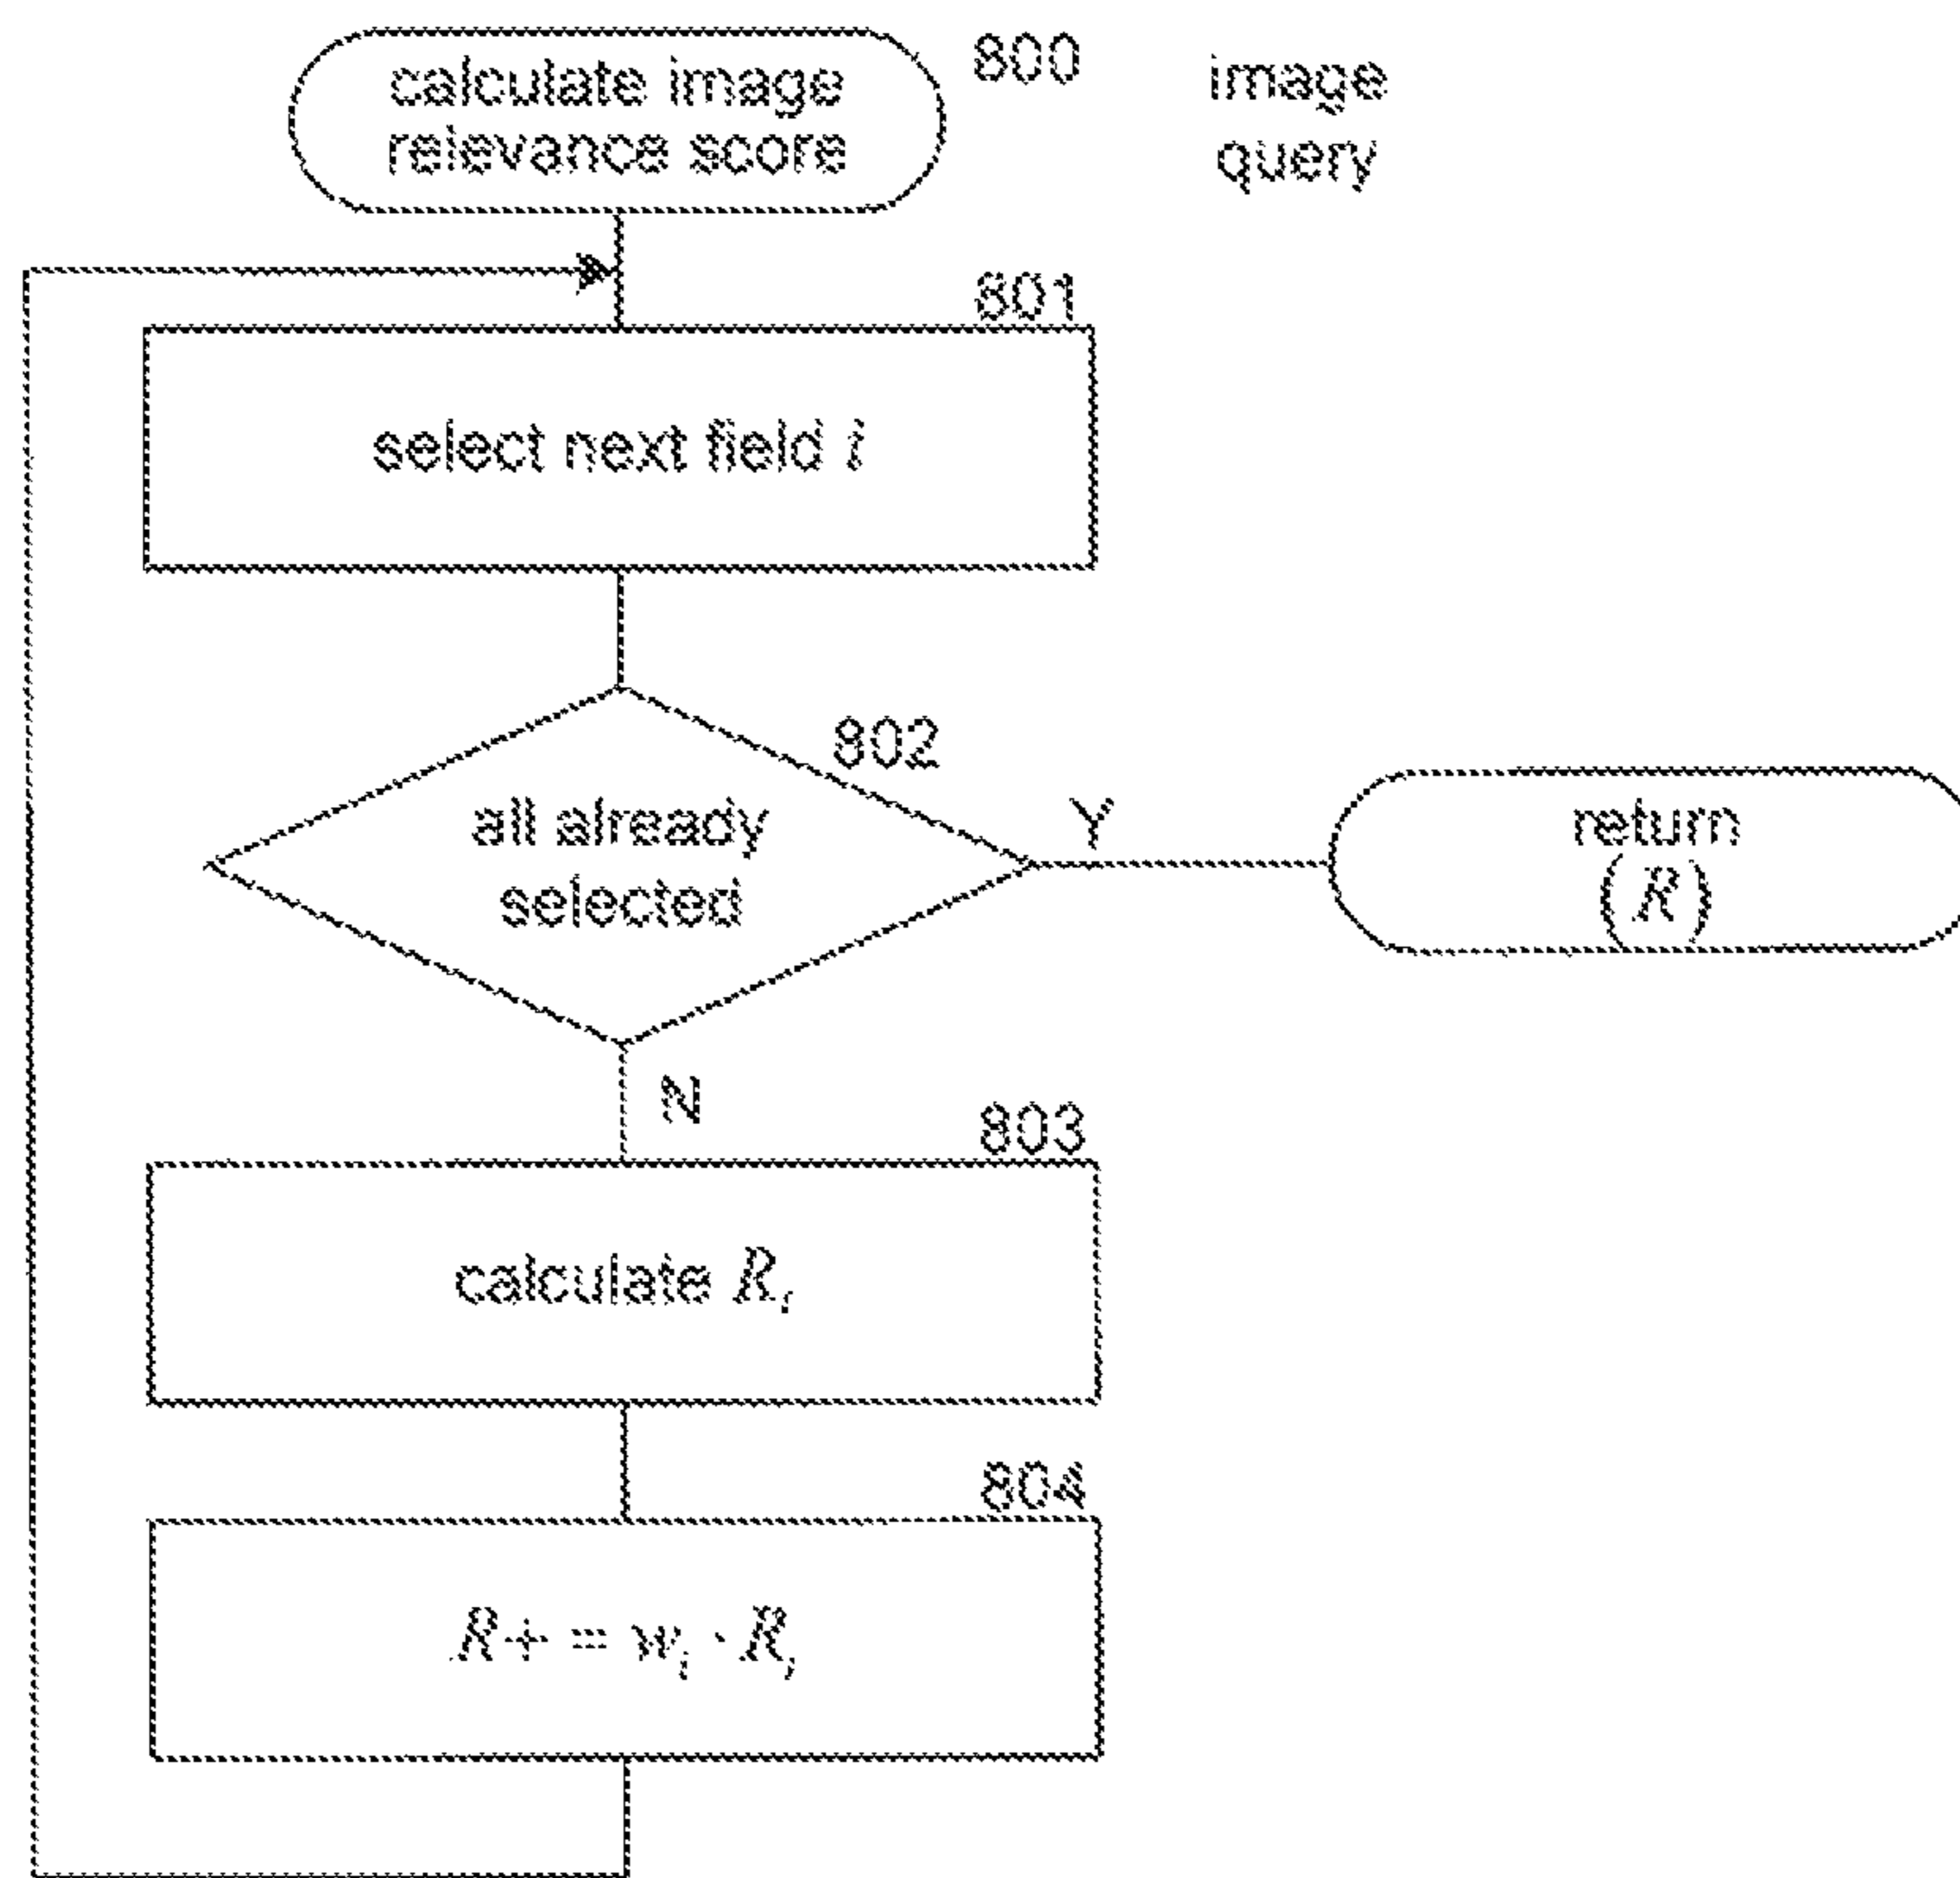 calculate image
relevance score
800
image
query
801
select next field i
802
all already
selected
Y
return
(R)
N
803
calculate R_i
804
R + = w_i · R_i